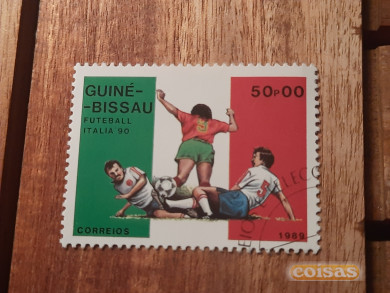 GUINÉ-
-BISSAU
FUTEBALL
ITALIA 90
50P00
CORREIOS
1989
coisas